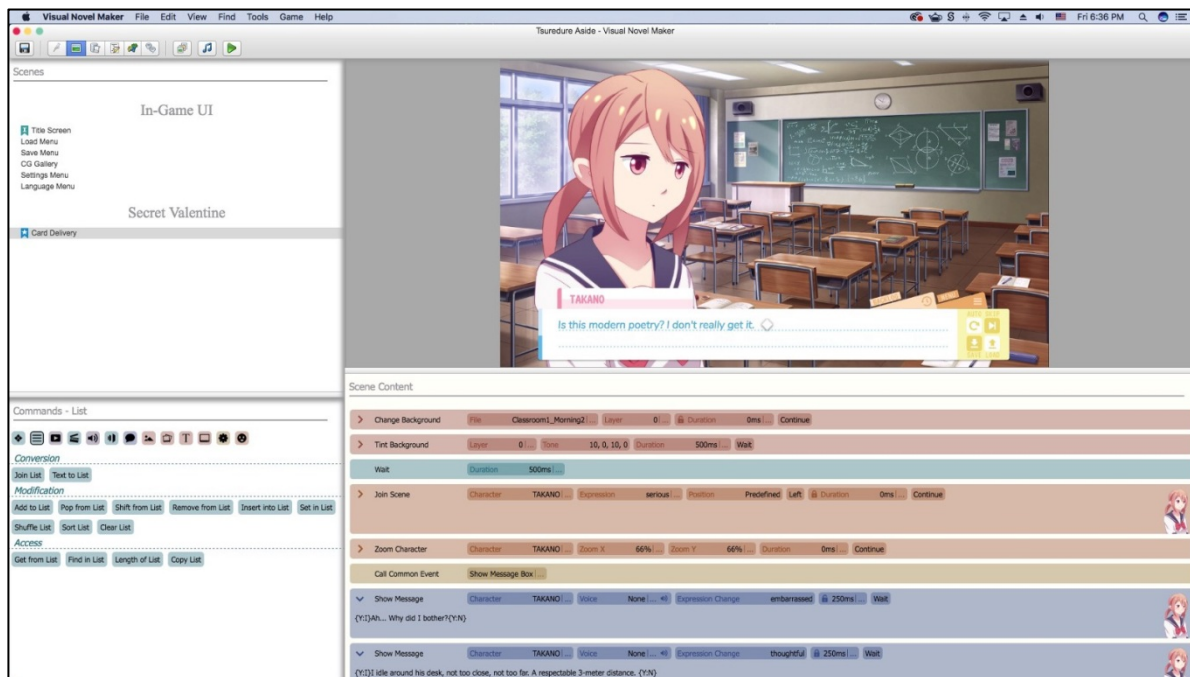 Visual Novel Maker File Edit View Find Tools Game Help
Fri 6:36 PM
Tsuredure Aside - Visual Novel Maker
Scenes
In-Game UI
Title Screen
Load Menu
Save Menu
CG Gallery
Settings Menu
Language Menu
Secret Valentine
Card Delivery
TAKANO
Is this modern poetry? I don't really get it.
AUTO SKIP
SAVE LOAD
Commands - List
Conversion
Join List Text to List
Modification
Add to List Pop from List Shift from List Remove from List Insert into List Set in List
Shuffle List Sort List Clear List
Access
Get from List Find in List Length of List Copy List
Scene Content
Change Background File Classroom1_Morning2 ... Layer 0 ... Duration 0ms ... Continue
Tint Background Layer 0 ... Tone 10, 0, 10, 0 Duration 500ms ... Wait
Wait Duration 500ms ...
Join Scene Character TAKANO ... Expression serious ... Position Predefined Left Duration 0ms ... Continue
Zoom Character Character TAKANO ... Zoom X 66% ... Zoom Y 66% ... Duration 0ms ... Continue
Call Common Event Show Message Box ...
Show Message Character TAKANO ... Voice None ... Expression Change embarrassed 250ms ... Wait
{Y:I}Ah... Why did I bother?{Y:N}
Show Message Character TAKANO ... Voice None ... Expression Change thoughtful 250ms ... Wait
{Y:I}I idle around his desk, not too close, not too far. A respectable 3-meter distance. {Y:N}